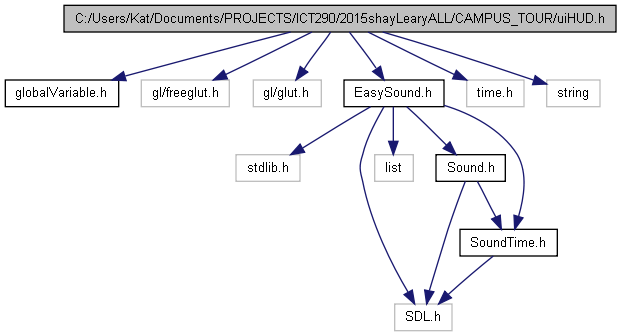 C:/Users/Kat/Documents/PROJECTS/ICT290/2015shayLearyALL/CAMPUS_TOUR/uiHUD.h
globalVariable.h
gl/freeglut.h
gl/glut.h
EasySound.h
time.h
string
stdlib.h
list
Sound.h
SoundTime.h
SDL.h